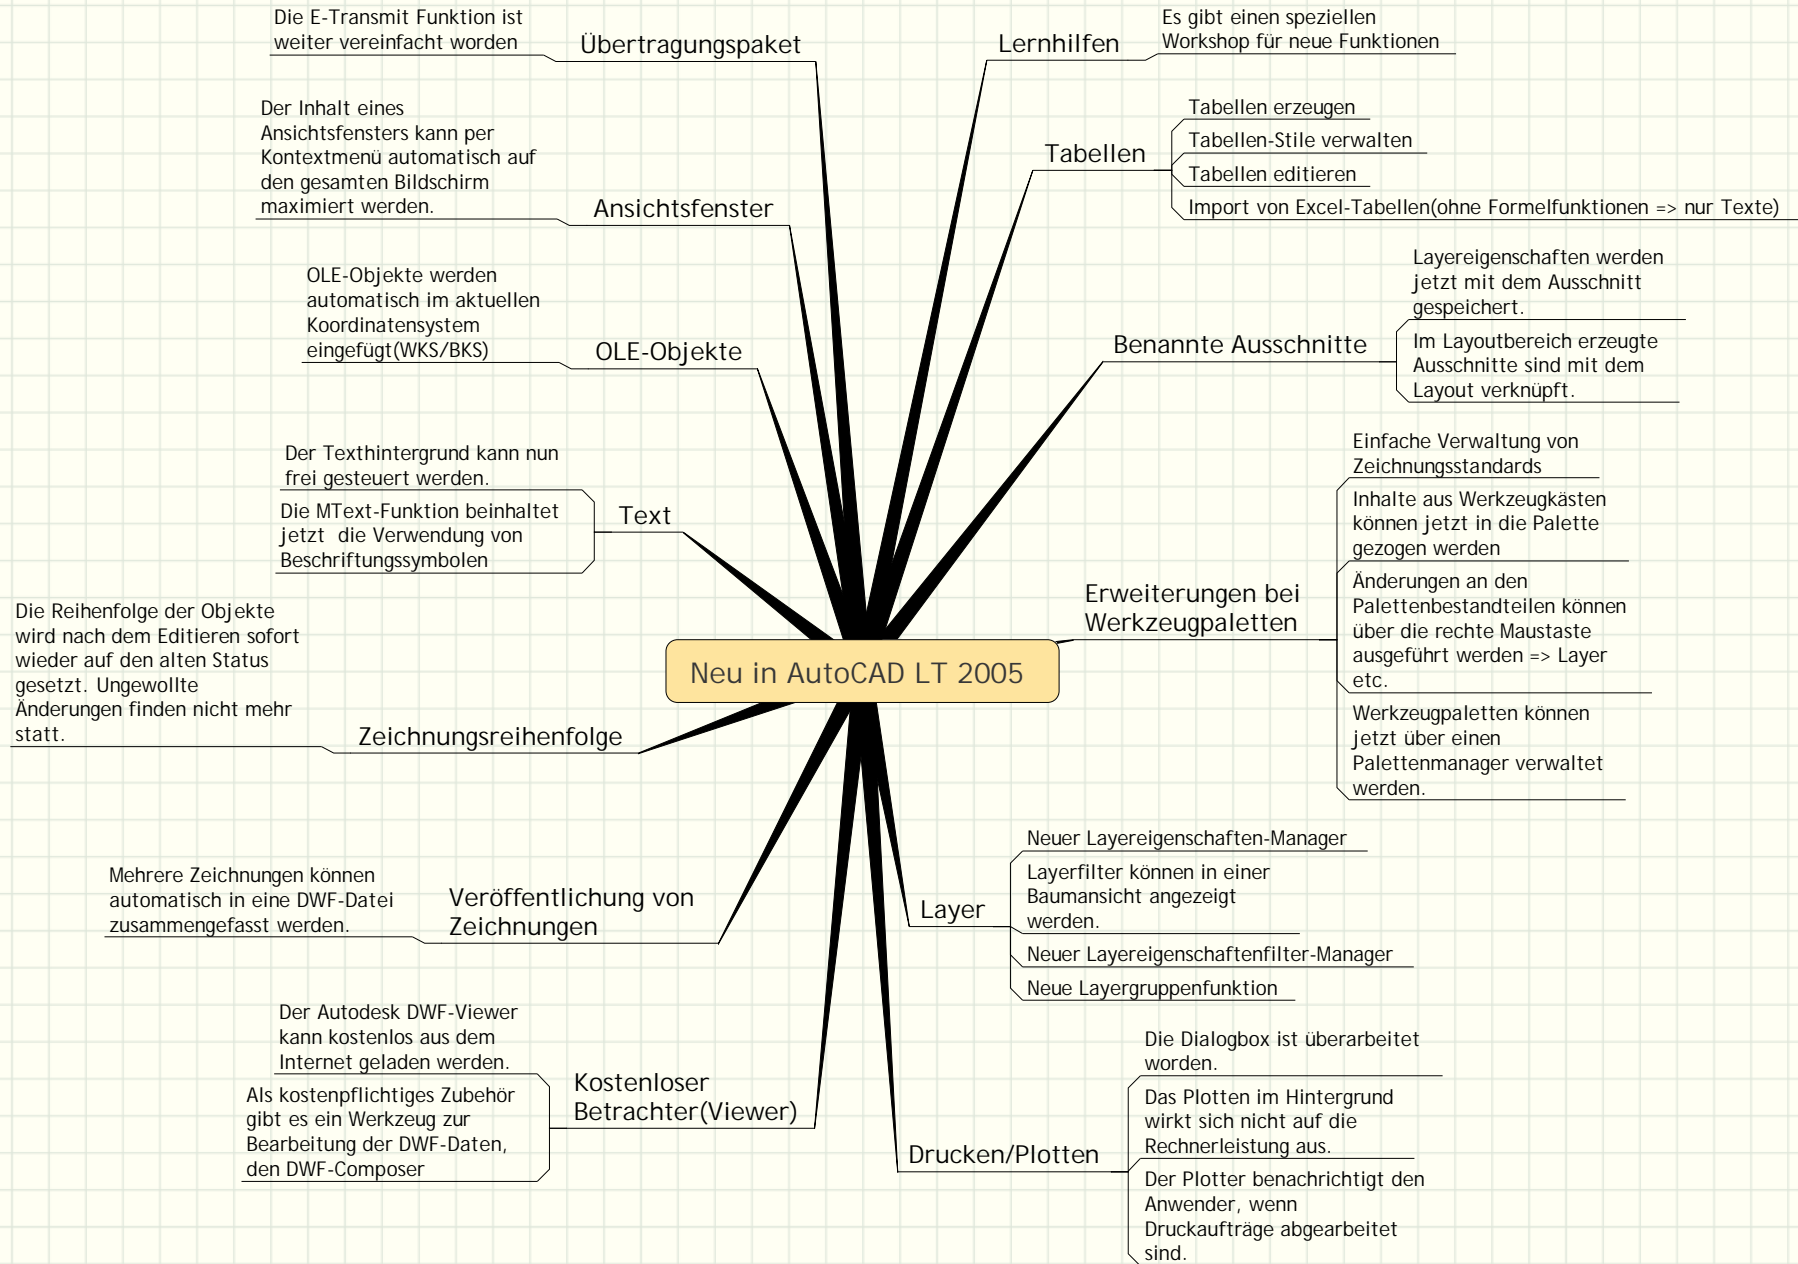 Neu in AutoCAD LT 2005
Lernhilfen
Es gibt einen speziellen
Workshop für neue Funktionen
Tabellen
Tabellen erzeugen
Tabellen-Stile verwalten
Tabellen editieren
Import von Excel-Tabellen(ohne Formelfunktionen => nur Texte)
Benannte Ausschnitte
Layereigenschaften werden
jetzt mit dem Ausschnitt
gespeichert.
Im Layoutbereich erzeugte
Ausschnitte sind mit dem
Layout verknüpft.
Erweiterungen bei
Werkzeugpaletten
Einfache Verwaltung von
Zeichnungsstandards
Inhalte aus Werkzeugkästen
können jetzt in die Palette
gezogen werden
Änderungen an den
Palettenbestandteilen können
über die rechte Maustaste
ausgeführt werden => Layer
etc.
Werkzeugpaletten können
jetzt über einen
Palettenmanager verwaltet
werden.
Layer
Neuer Layereigenschaften-Manager
Layerfilter können in einer
Baumansicht angezeigt
werden.
Neuer Layereigenschaftenfilter-Manager
Neue Layergruppenfunktion
Drucken/Plotten
Die Dialogbox ist überarbeitet
worden.
Das Plotten im Hintergrund
wirkt sich nicht auf die
Rechnerleistung aus.
Der Plotter benachrichtigt den
Anwender, wenn
Druckaufträge abgearbeitet
sind.
Kostenloser
Betrachter(Viewer)
Der Autodesk DWF-Viewer
kann kostenlos aus dem
Internet geladen werden.
Als kostenpflichtiges Zubehör
gibt es ein Werkzeug zur
Bearbeitung der DWF-Daten,
den DWF-Composer
Veröffentlichung von
Zeichnungen
Mehrere Zeichnungen können
automatisch in eine DWF-Datei
zusammengefasst werden.
Zeichnungsreihenfolge
Die Reihenfolge der Objekte
wird nach dem Editieren sofort
wieder auf den alten Status
gesetzt. Ungewollte
Änderungen finden nicht mehr
statt.
Text
Der Texthintergrund kann nun
frei gesteuert werden.
Die MText-Funktion beinhaltet
jetzt  die Verwendung von
Beschriftungssymbolen
OLE-Objekte
OLE-Objekte werden
automatisch im aktuellen
Koordinatensystem
eingefügt(WKS/BKS)
Ansichtsfenster
Der Inhalt eines
Ansichtsfensters kann per
Kontextmenü automatisch auf
den gesamten Bildschirm
maximiert werden.
Übertragungspaket
Die E-Transmit Funktion ist
weiter vereinfacht worden